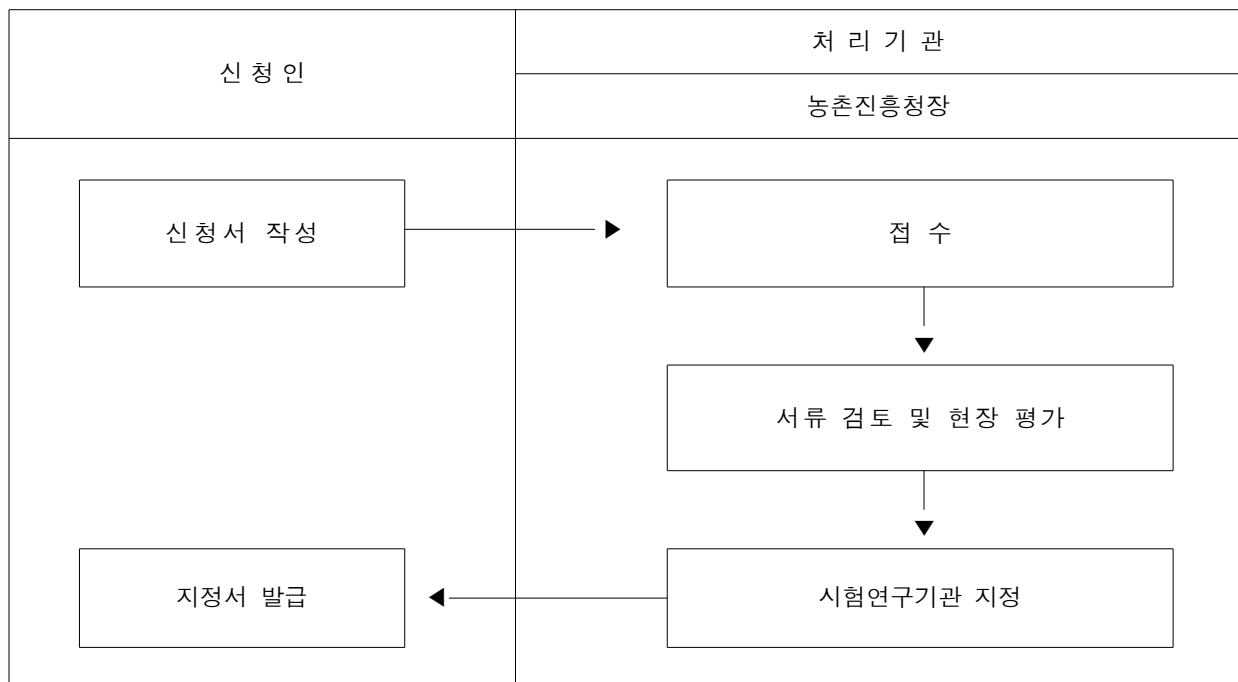 신 청 인
처 리 기 관
농촌진흥청장
신청서 작성
접 수
서류 검토 및 현장 평가
시험연구기관 지정
지정서 발급